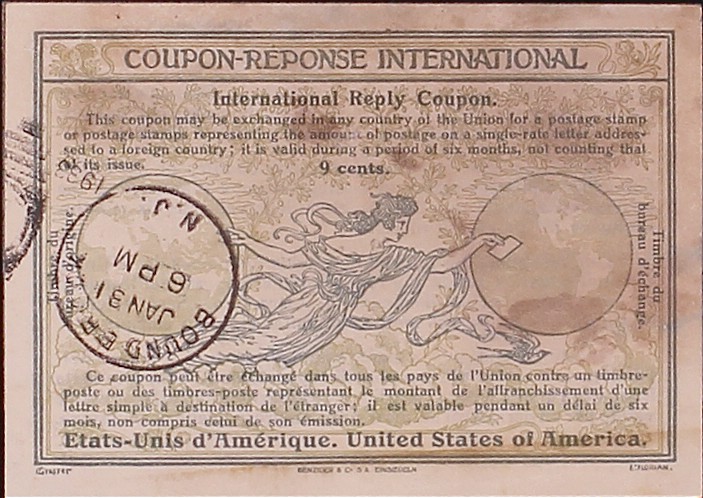 COUPON-REPONSE INTERNATIONAL
International Reply Coupon.
This coupon may be exchanged in any country of the Union for a postage stamp
or postage stamps representing the amount of postage on a single-rate letter addres-
sed to a foreign country; it is valid during a period of six months, not counting that
of its issue.
9 cents.
Timbre du
bureau d'origine.
N.J.
6 PM
JAN 31
BOUND
Timbre du
bureau d'échange.
Ce coupon peut être échangé dans tous les pays de l'Union contre un timbre-
poste ou des timbres-poste représentant le montant de l'affranchissement d'une
lettre simple à destination de l'étranger; il est valable pendant un délai de six
mois, non compris celui de son émission.
Etats-Unis d'Amérique. United States of America.
BENZIGER & Co S A EINSIEDELN